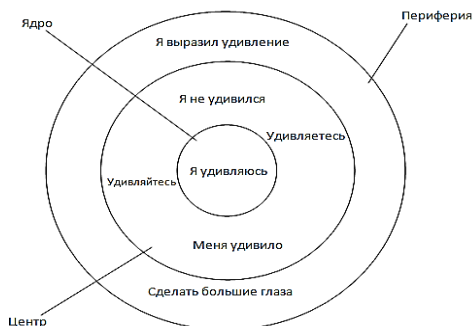 Периферия
Ядро
Я выразил удивление
Я не удивился
Удивляетесь
Я удивляюсь
Удивляйтесь
Меня удивило
Сделать большие глаза
Центр